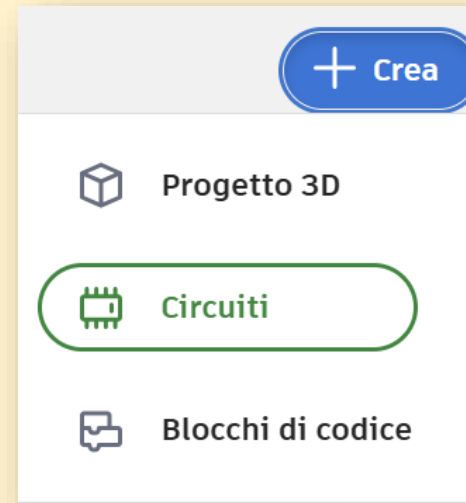 + Crea
Progetto 3D
Circuiti
Blocchi di codice